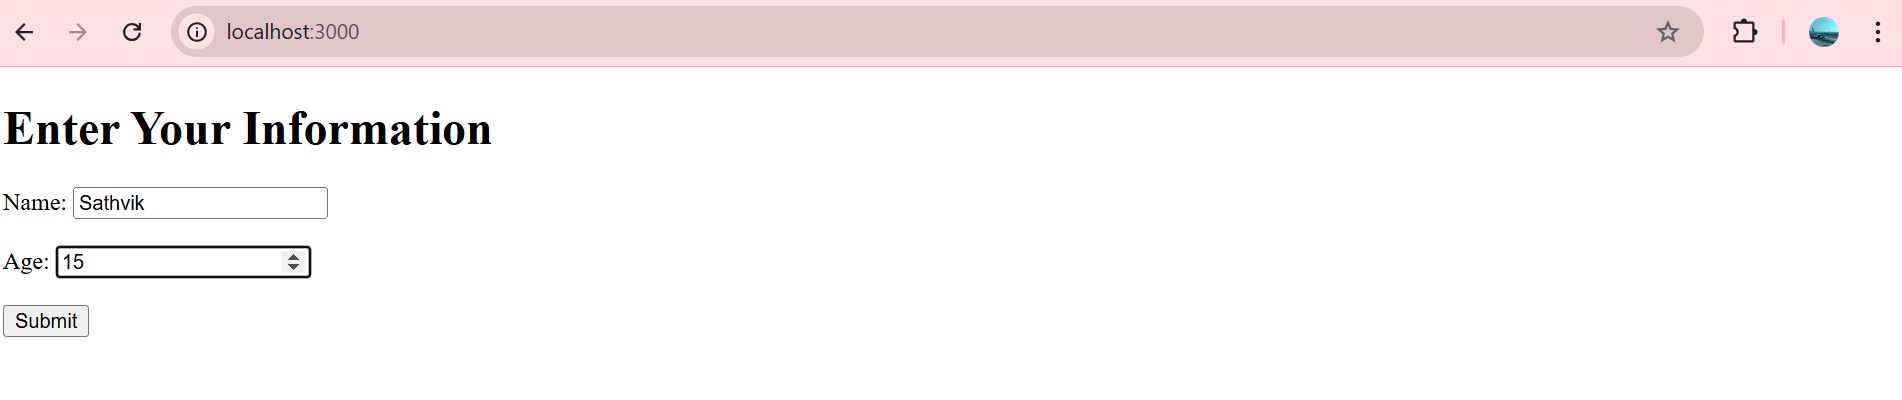 localhost:3000
Enter Your Information
Name: Sathvik
Age: 15
Submit